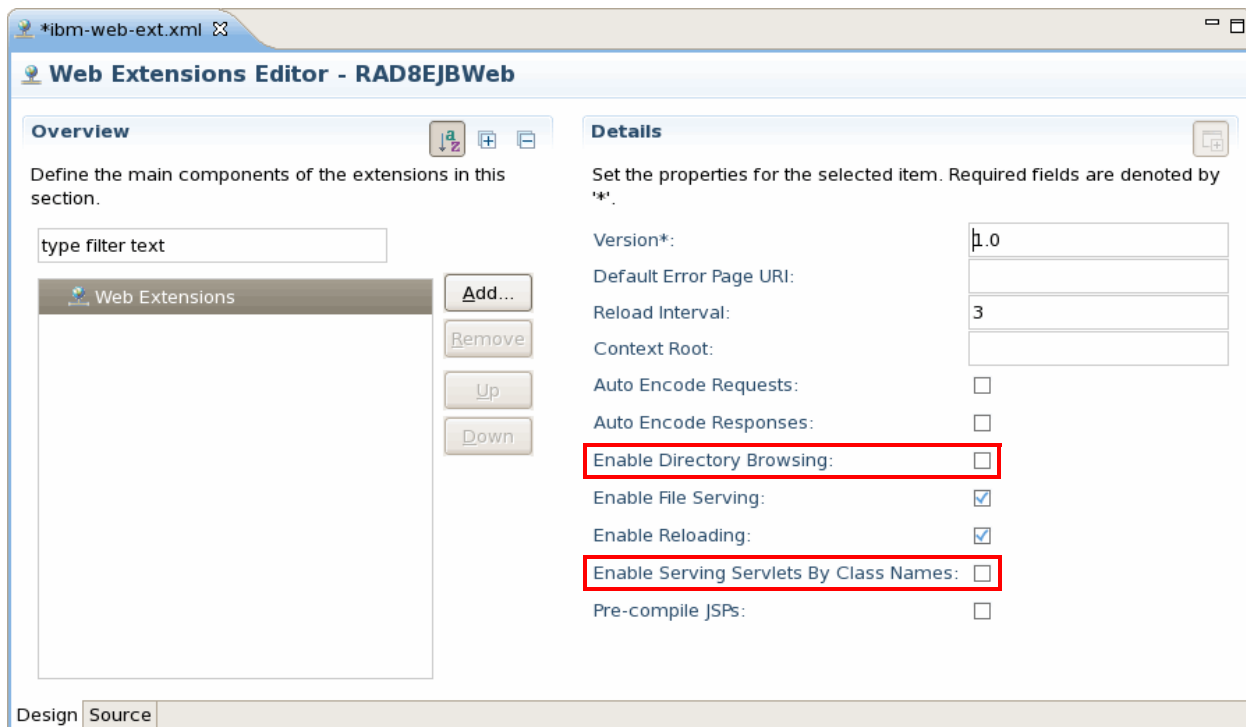 *ibm-web-ext.xml
Web Extensions Editor - RAD8EJBWeb
Overview
Define the main components of the extensions in this
section.
type filter text
Web Extensions
Add...
Remove
Up
Down
Details
Set the properties for the selected item. Required fields are denoted by
'*'.
Version*: 1.0
Default Error Page URI:
Reload Interval: 3
Context Root:
Auto Encode Requests:
Auto Encode Responses:
Enable Directory Browsing:
Enable File Serving:
Enable Reloading:
Enable Serving Servlets By Class Names:
Pre-compile JSPs:
Design Source